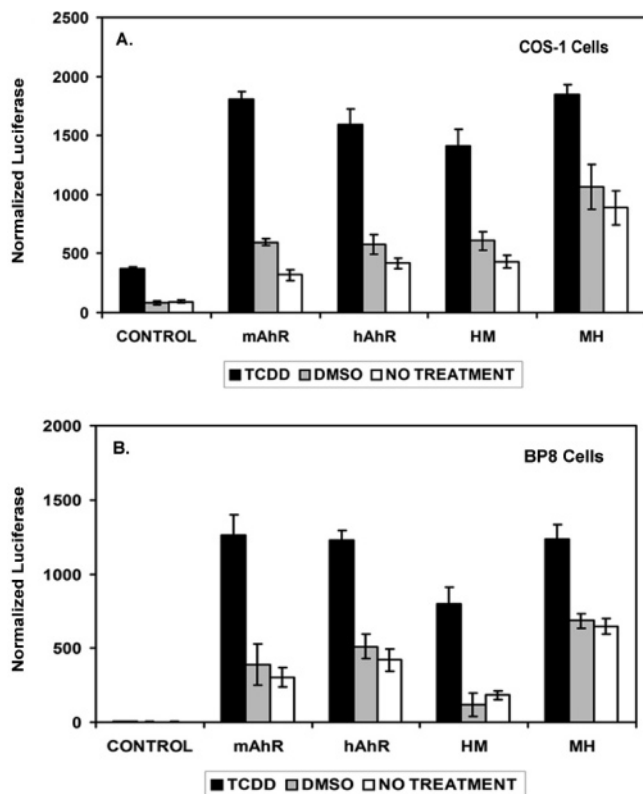 A.
COS-1 Cells
Normalized Luciferase
2500
2000
1500
1000
500
0
CONTROL mAhR hAhR HM MH
TCDD DMSO NO TREATMENT
B.
BP8 Cells
Normalized Luciferase
2000
1500
1000
500
0
CONTROL mAhR hAhR HM MH
TCDD DMSO NO TREATMENT